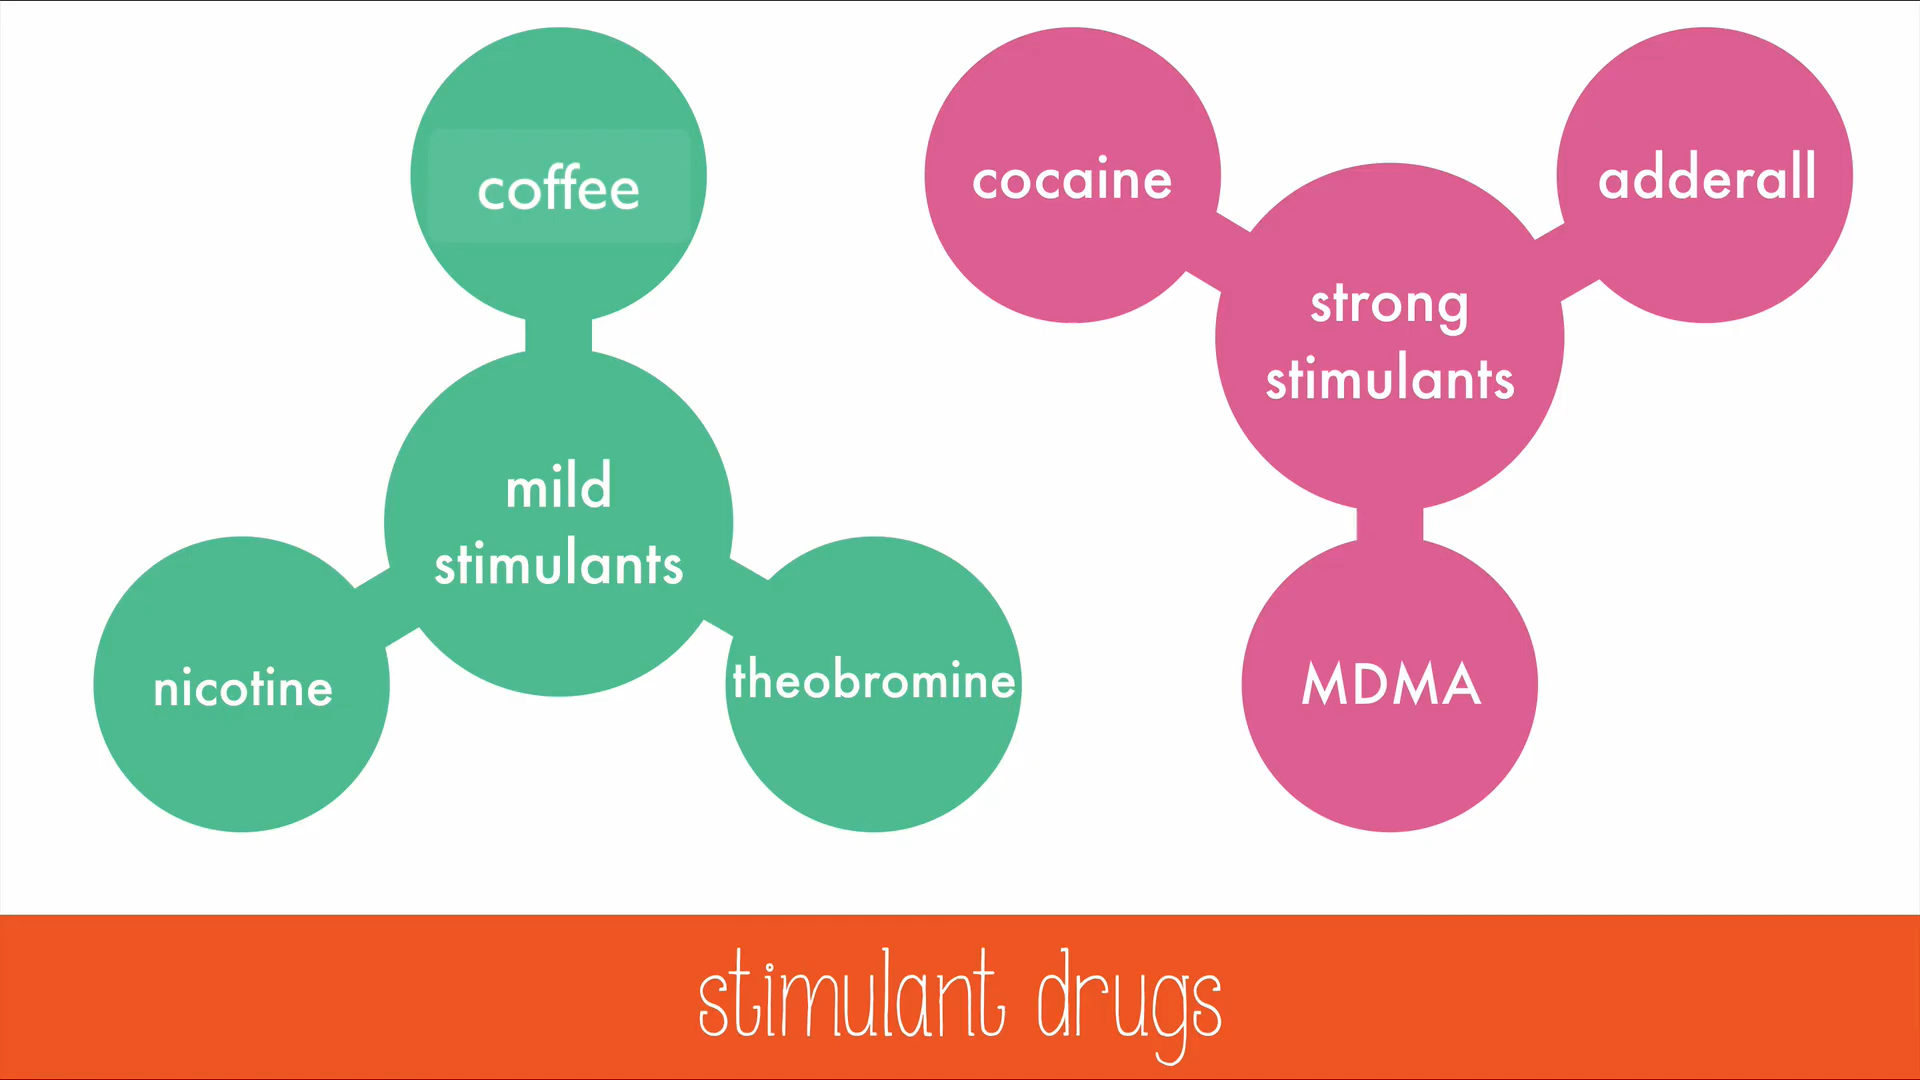 coffee
mild
stimulants
nicotine
theobromine
cocaine
adderall
strong
stimulants
MDMA
stimulant drugs